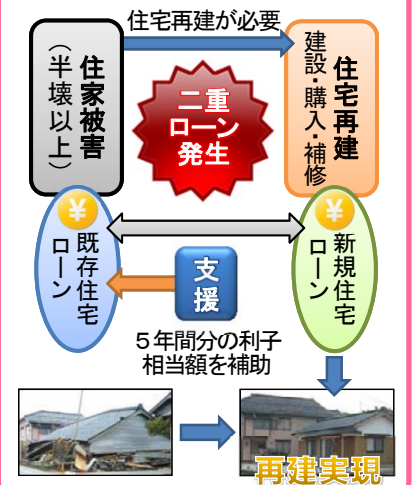 住宅再建が必要
住家被害
（半壊以上）
二重
ローン
発生
住宅再建
建設・購入・補修
¥
既存住宅
ローン
¥
新規住宅
ローン
支援
５年間分の利子
相当額を補助
再建実現